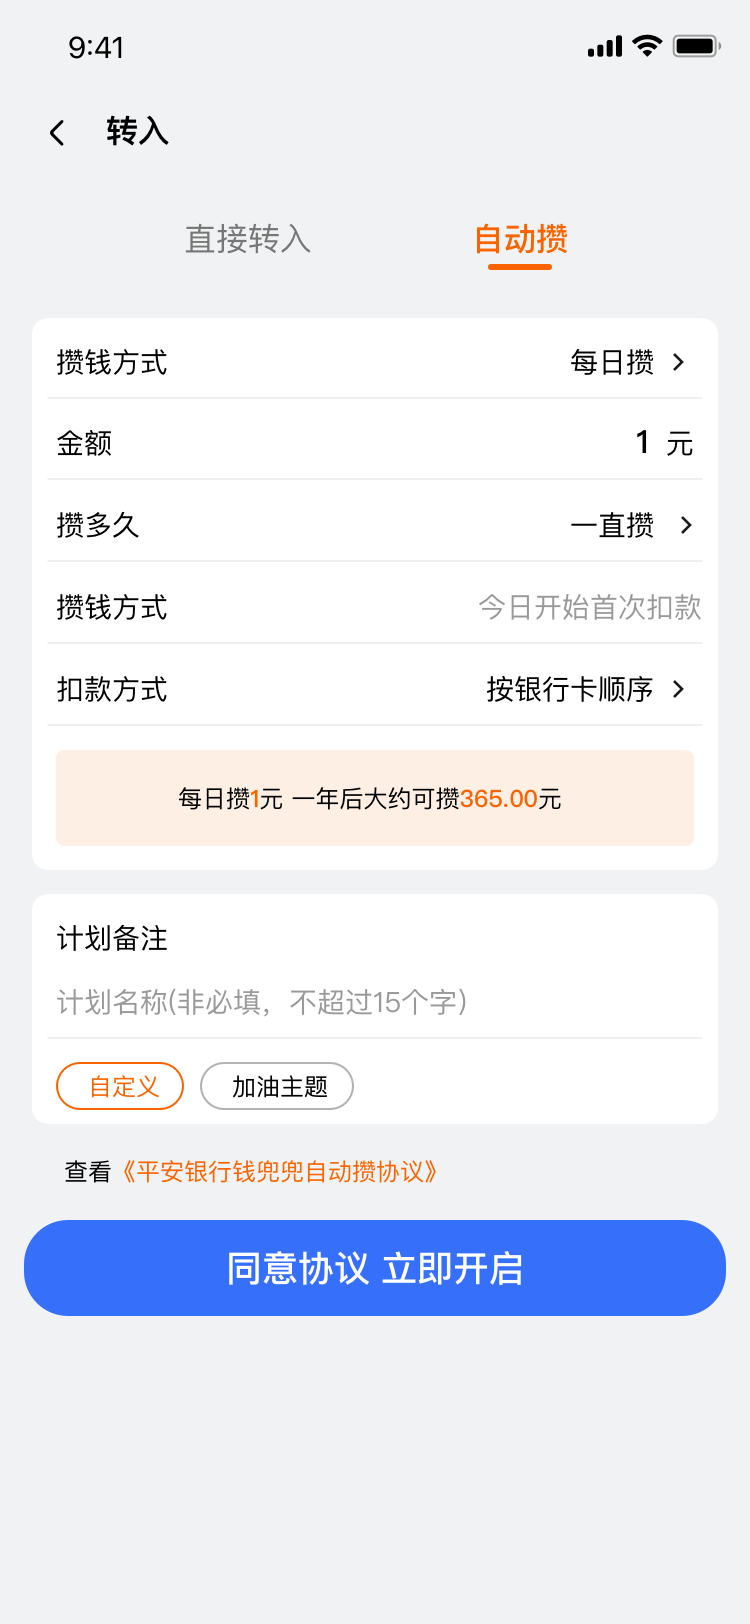 9:41
转入
直接转入 自动攒
攒钱方式 每日攒
金额 1 元
攒多久 一直攒
攒钱方式 今日开始首次扣款
扣款方式 按银行卡顺序
每日攒1元 一年后大约可攒365.00元
计划备注
计划名称(非必填，不超过15个字)
自定义 加油主题
查看《平安银行钱兜兜自动攒协议》
同意协议 立即开启